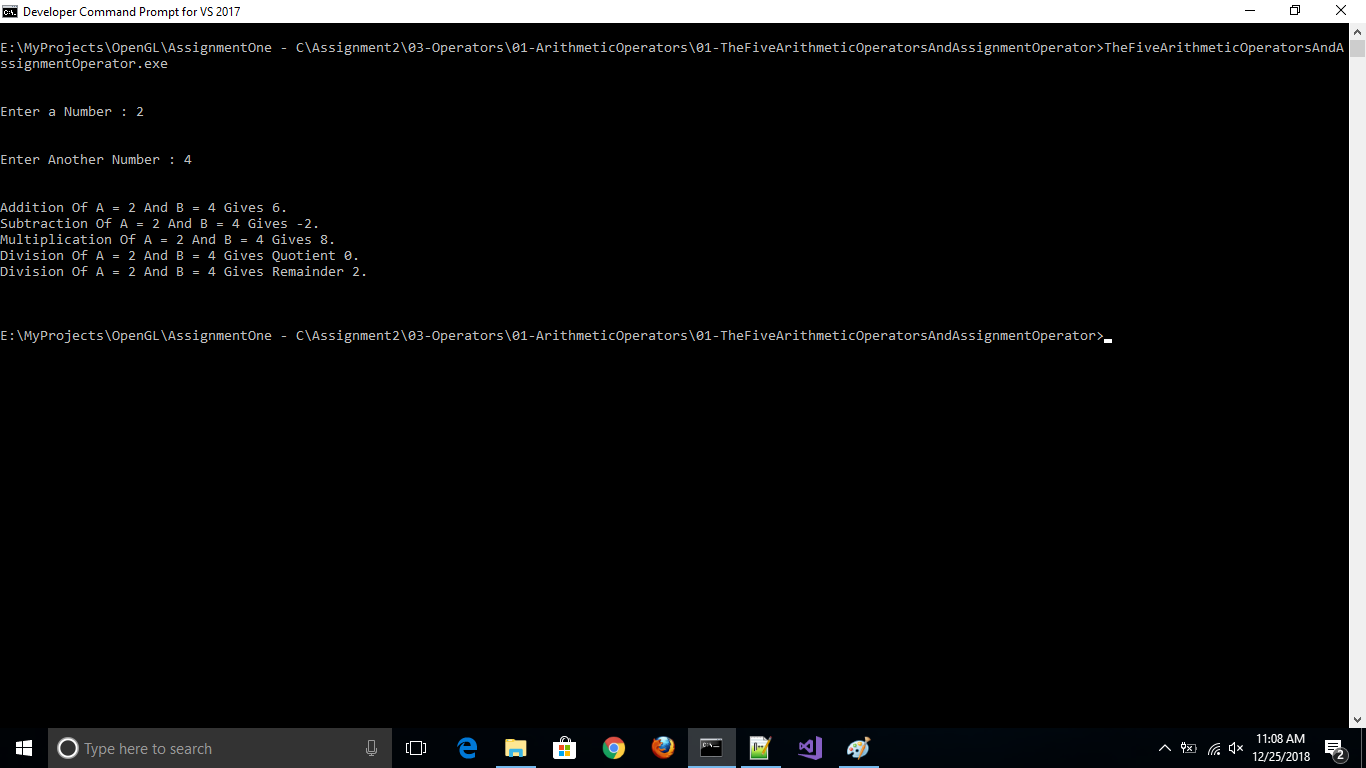 Developer Command Prompt for VS 2017
E:\MyProjects\OpenGL\AssignmentOne - C\Assignment2\03-Operators\01-ArithmeticOperators\01-TheFiveArithmeticOperatorsAndAssignmentOperator>TheFiveArithmeticOperatorsAndA
ssignmentOperator.exe
Enter a Number : 2
Enter Another Number : 4
Addition Of A = 2 And B = 4 Gives 6.
Subtraction Of A = 2 And B = 4 Gives -2.
Multiplication Of A = 2 And B = 4 Gives 8.
Division Of A = 2 And B = 4 Gives Quotient 0.
Division Of A = 2 And B = 4 Gives Remainder 2.
E:\MyProjects\OpenGL\AssignmentOne - C\Assignment2\03-Operators\01-ArithmeticOperators\01-TheFiveArithmeticOperatorsAndAssignmentOperator>
Type here to search
11:08 AM
12/25/2018
2